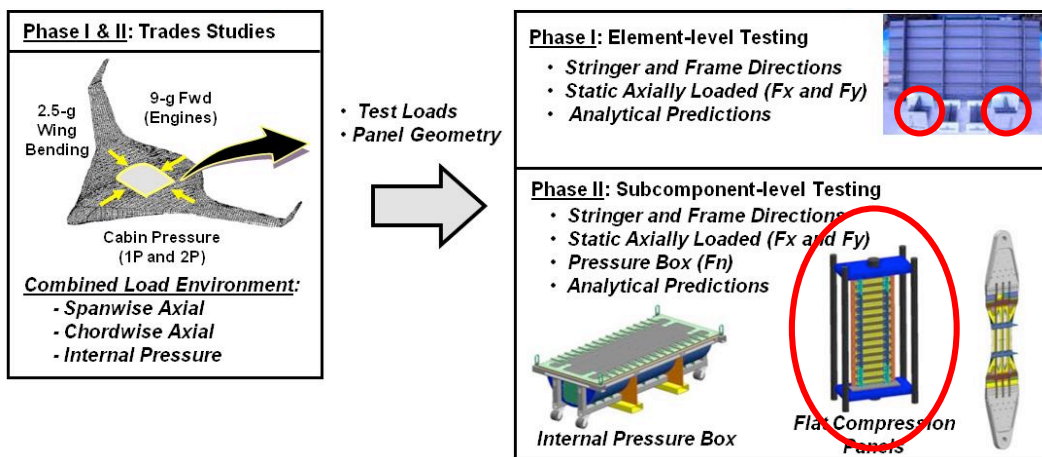 Phase I & II: Trades Studies
2.5-g
Wing
Bending
9-g Fwd
(Engines)
Cabin Pressure
(1P and 2P)
Combined Load Environment:
- Spanwise Axial
- Chordwise Axial
- Internal Pressure
· Test Loads
· Panel Geometry
Phase I: Element-level Testing
· Stringer and Frame Directions
· Static Axially Loaded (Fx and Fy)
· Analytical Predictions
Phase II: Subcomponent-level Testing
· Stringer and Frame Directions
· Static Axially Loaded (Fx and Fy)
· Pressure Box (Fn)
· Analytical Predictions
Internal Pressure Box
Flat Compression
Panels